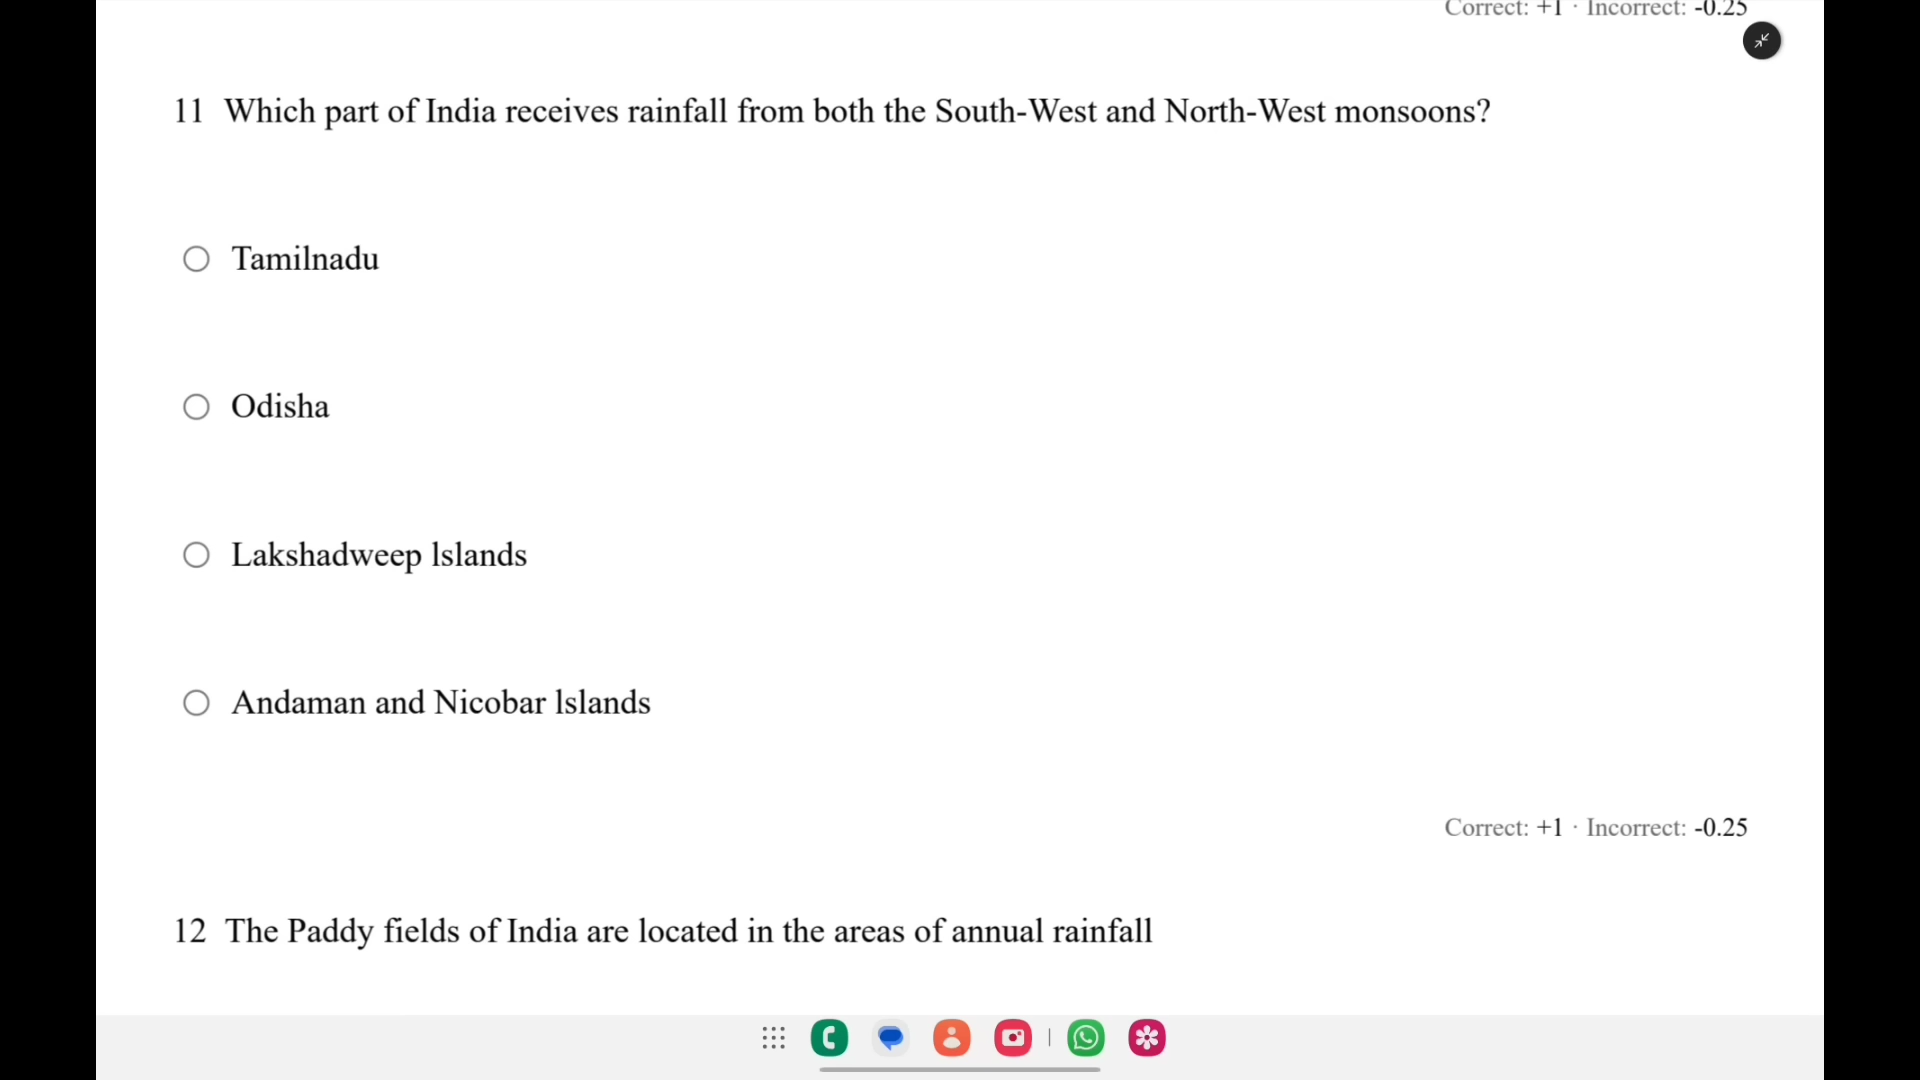 Correct: +1 · Incorrect: -0.25
11 Which part of India receives rainfall from both the South-West and North-West monsoons?
Tamilnadu
Odisha
Lakshadweep lslands
Andaman and Nicobar lslands
Correct: +1 · Incorrect: -0.25
12 The Paddy fields of India are located in the areas of annual rainfall